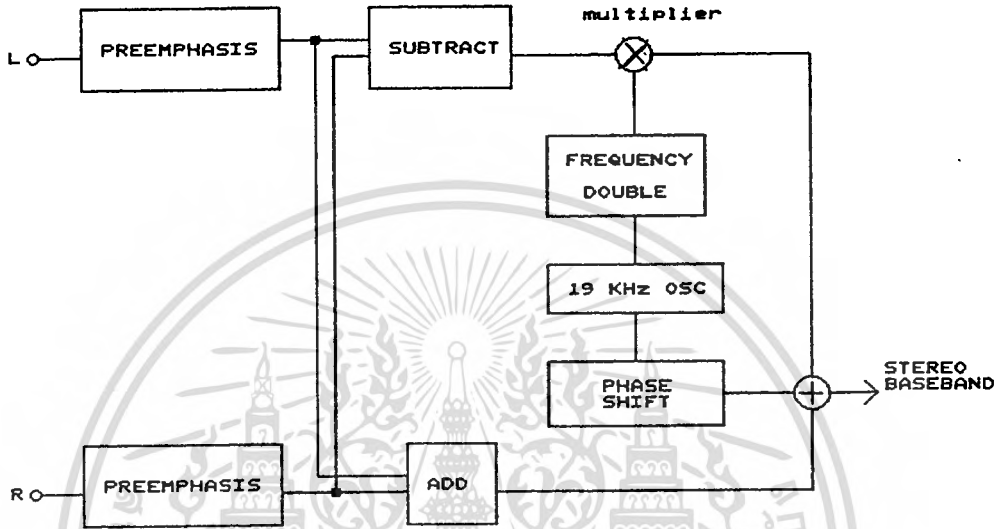 multiplier
L
PREEMPHASIS
SUBTRACT
FREQUENCY
DOUBLE
19 KHz OSC
PHASE
SHIFT
STEREO
BASEBAND
R
PREEMPHASIS
ADD